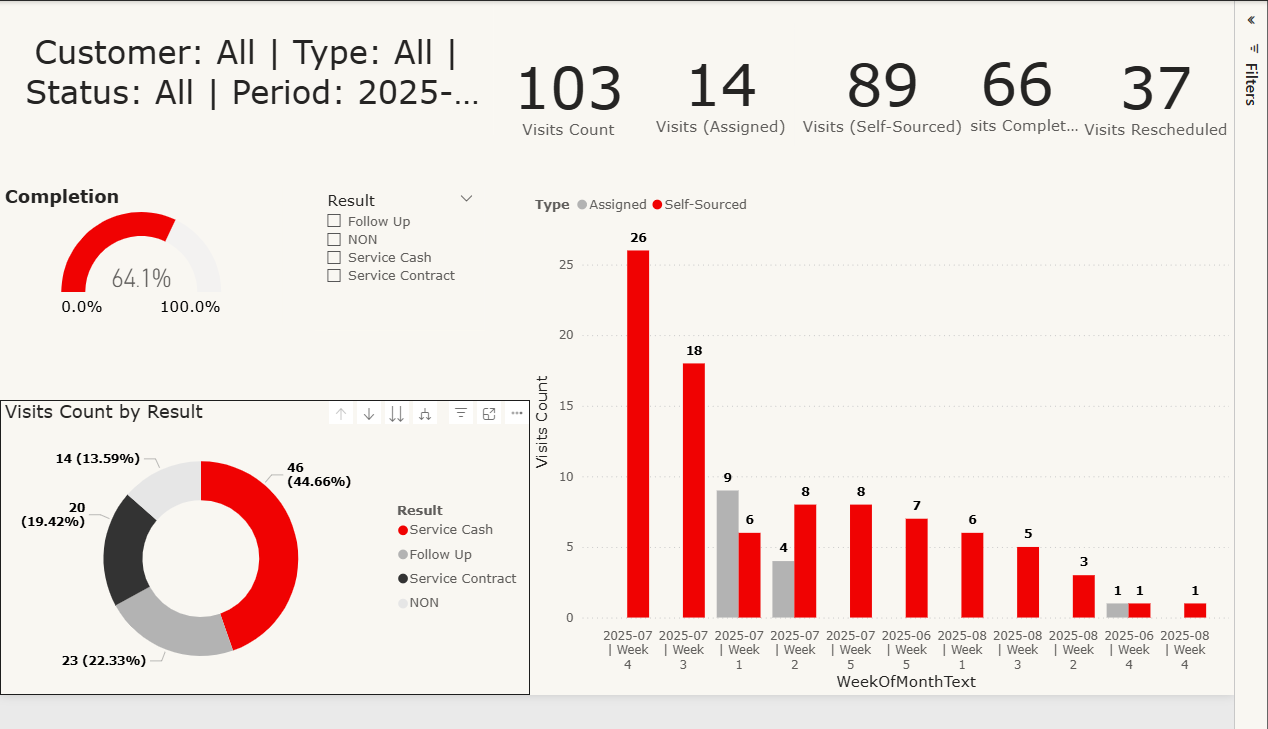 Customer: All | Type: All |
Status: All | Period: 2025-...
103
Visits Count
14
Visits (Assigned)
89
Visits (Self-Sourced)
66
sits Complet...
37
Visits Rescheduled
Filters
Completion
64.1%
0.0%
100.0%
Result
Follow Up
NON
Service Cash
Service Contract
Visits Count by Result
14 (13.59%)
46
(44.66%)
20
(19.42%)
23 (22.33%)
Result
Service Cash
Follow Up
Service Contract
NON
Type
Assigned
Self-Sourced
Visits Count
25
20
15
10
5
0
26
18
9
6
4
8
8
7
6
5
3
1
1
1
2025-07
| Week
4
2025-07
| Week
3
2025-07
| Week
1
2025-07
| Week
2
2025-07
| Week
5
2025-06
| Week
5
2025-08
| Week
1
2025-08
| Week
3
2025-08
| Week
2
2025-06
| Week
4
2025-08
| Week
4
WeekOfMonthText